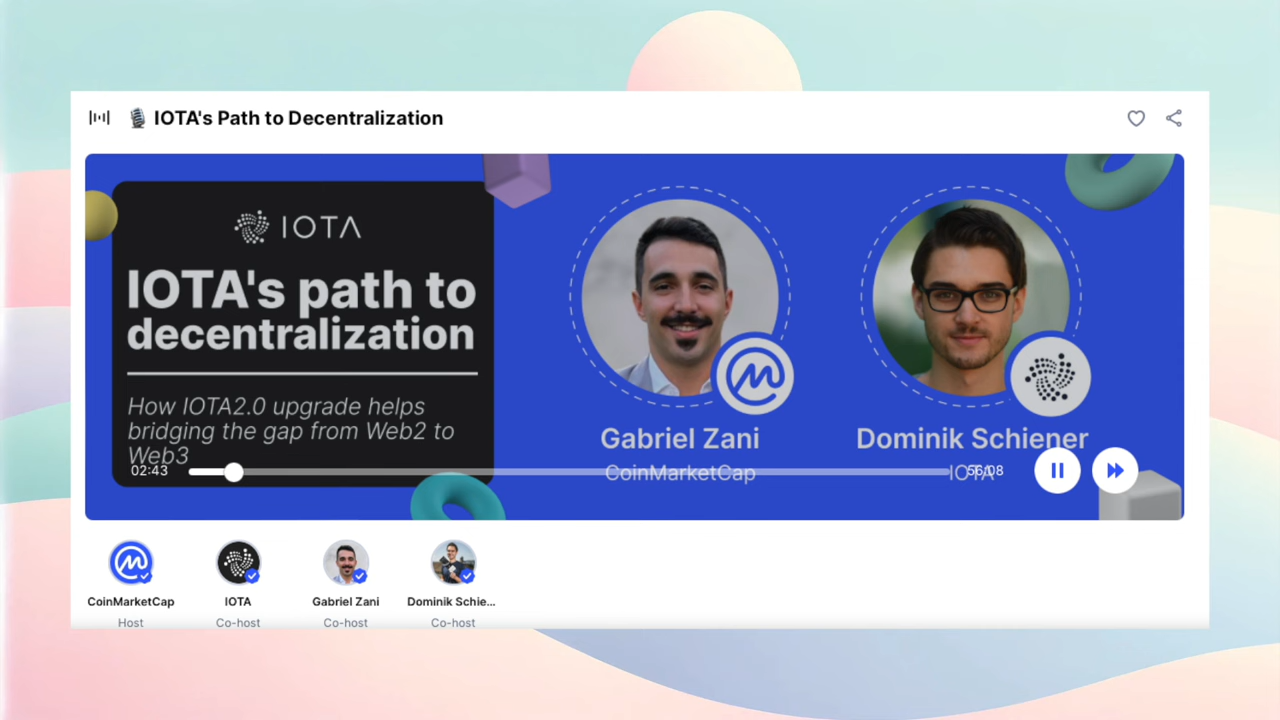 IOTA's Path to Decentralization
IOTA
IOTA's path to
decentralization
How IOTA2.0 upgrade helps
bridging the gap from Web2 to
Web3
Gabriel Zani
CoinMarketCap
Dominik Schiener
IOTA
02:43
56:08
CoinMarketCap
Host
IOTA
Co-host
Gabriel Zani
Co-host
Dominik Schie...
Co-host